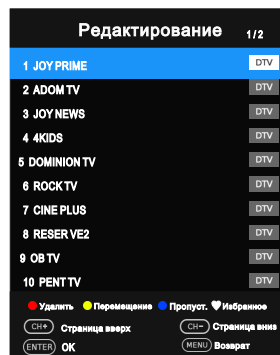 Редактирование 1/2
1 JOY PRIME DTV
2 ADOM TV DTV
3 JOY NEWS DTV
4 4KIDS DTV
5 DOMINION TV DTV
6 ROCK TV DTV
7 CINE PLUS DTV
8 RESER VE2 DTV
9 OB TV DTV
10 PENT TV DTV
Удалить Перемещение Пропуст. Избранное
CH+ Страница вверх CH− Страница вниз
ENTER OK MENU Возврат